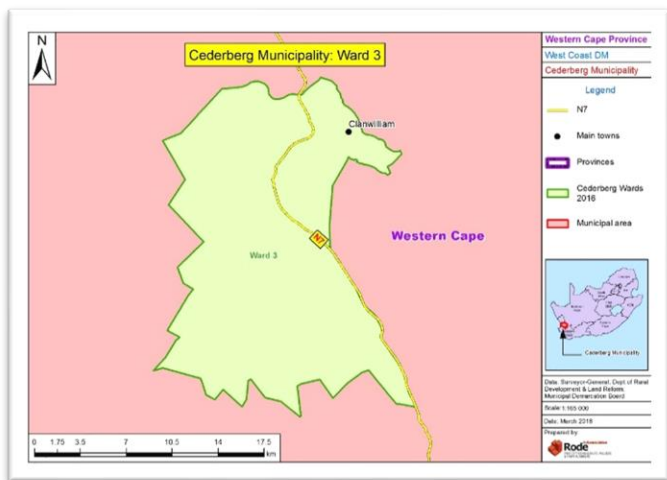 N
Cederberg Municipality: Ward 3
Clanwilliam
N7
Ward 3
Western Cape
0 1.75 3.5 7 10.5 14 17.5
km
Western Cape Province
West Coast DM
Cederberg Municipality
Legend
N7
Main towns
Provinces
Cederberg Wards
2016
Municipal area
Cederberg Municipality
Data: Surveyor-General, Dept of Rural
Development & Land Reform,
Municipal Demarcation Board
Scale: 1:165 000
Date: March 2018
Prepared by:
Rode